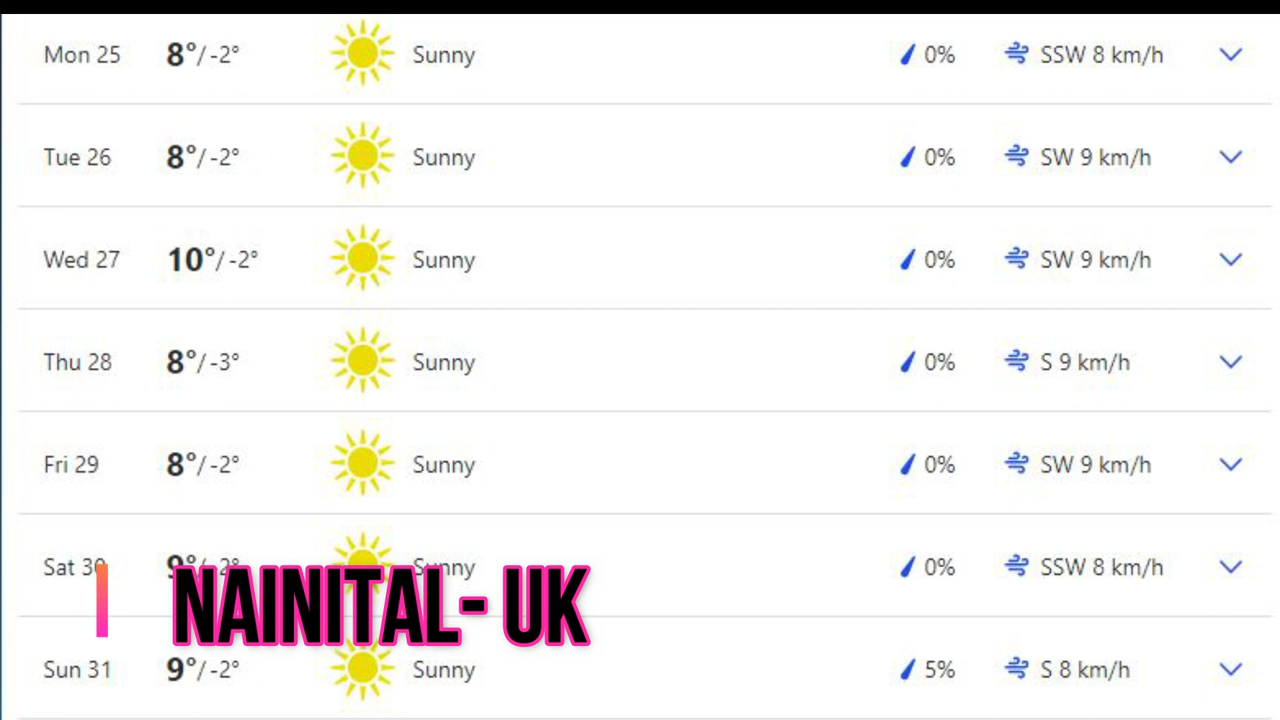 Mon 25 8°/ -2° Sunny 0% SSW 8 km/h
Tue 26 8°/ -2° Sunny 0% SW 9 km/h
Wed 27 10°/ -2° Sunny 0% SW 9 km/h
Thu 28 8°/ -3° Sunny 0% S 9 km/h
Fri 29 8°/ -2° Sunny 0% SW 9 km/h
Sat 30 9°/ -2° Sunny 0% SSW 8 km/h
NAINITAL- UK
Sun 31 9°/ -2° Sunny 5% S 8 km/h